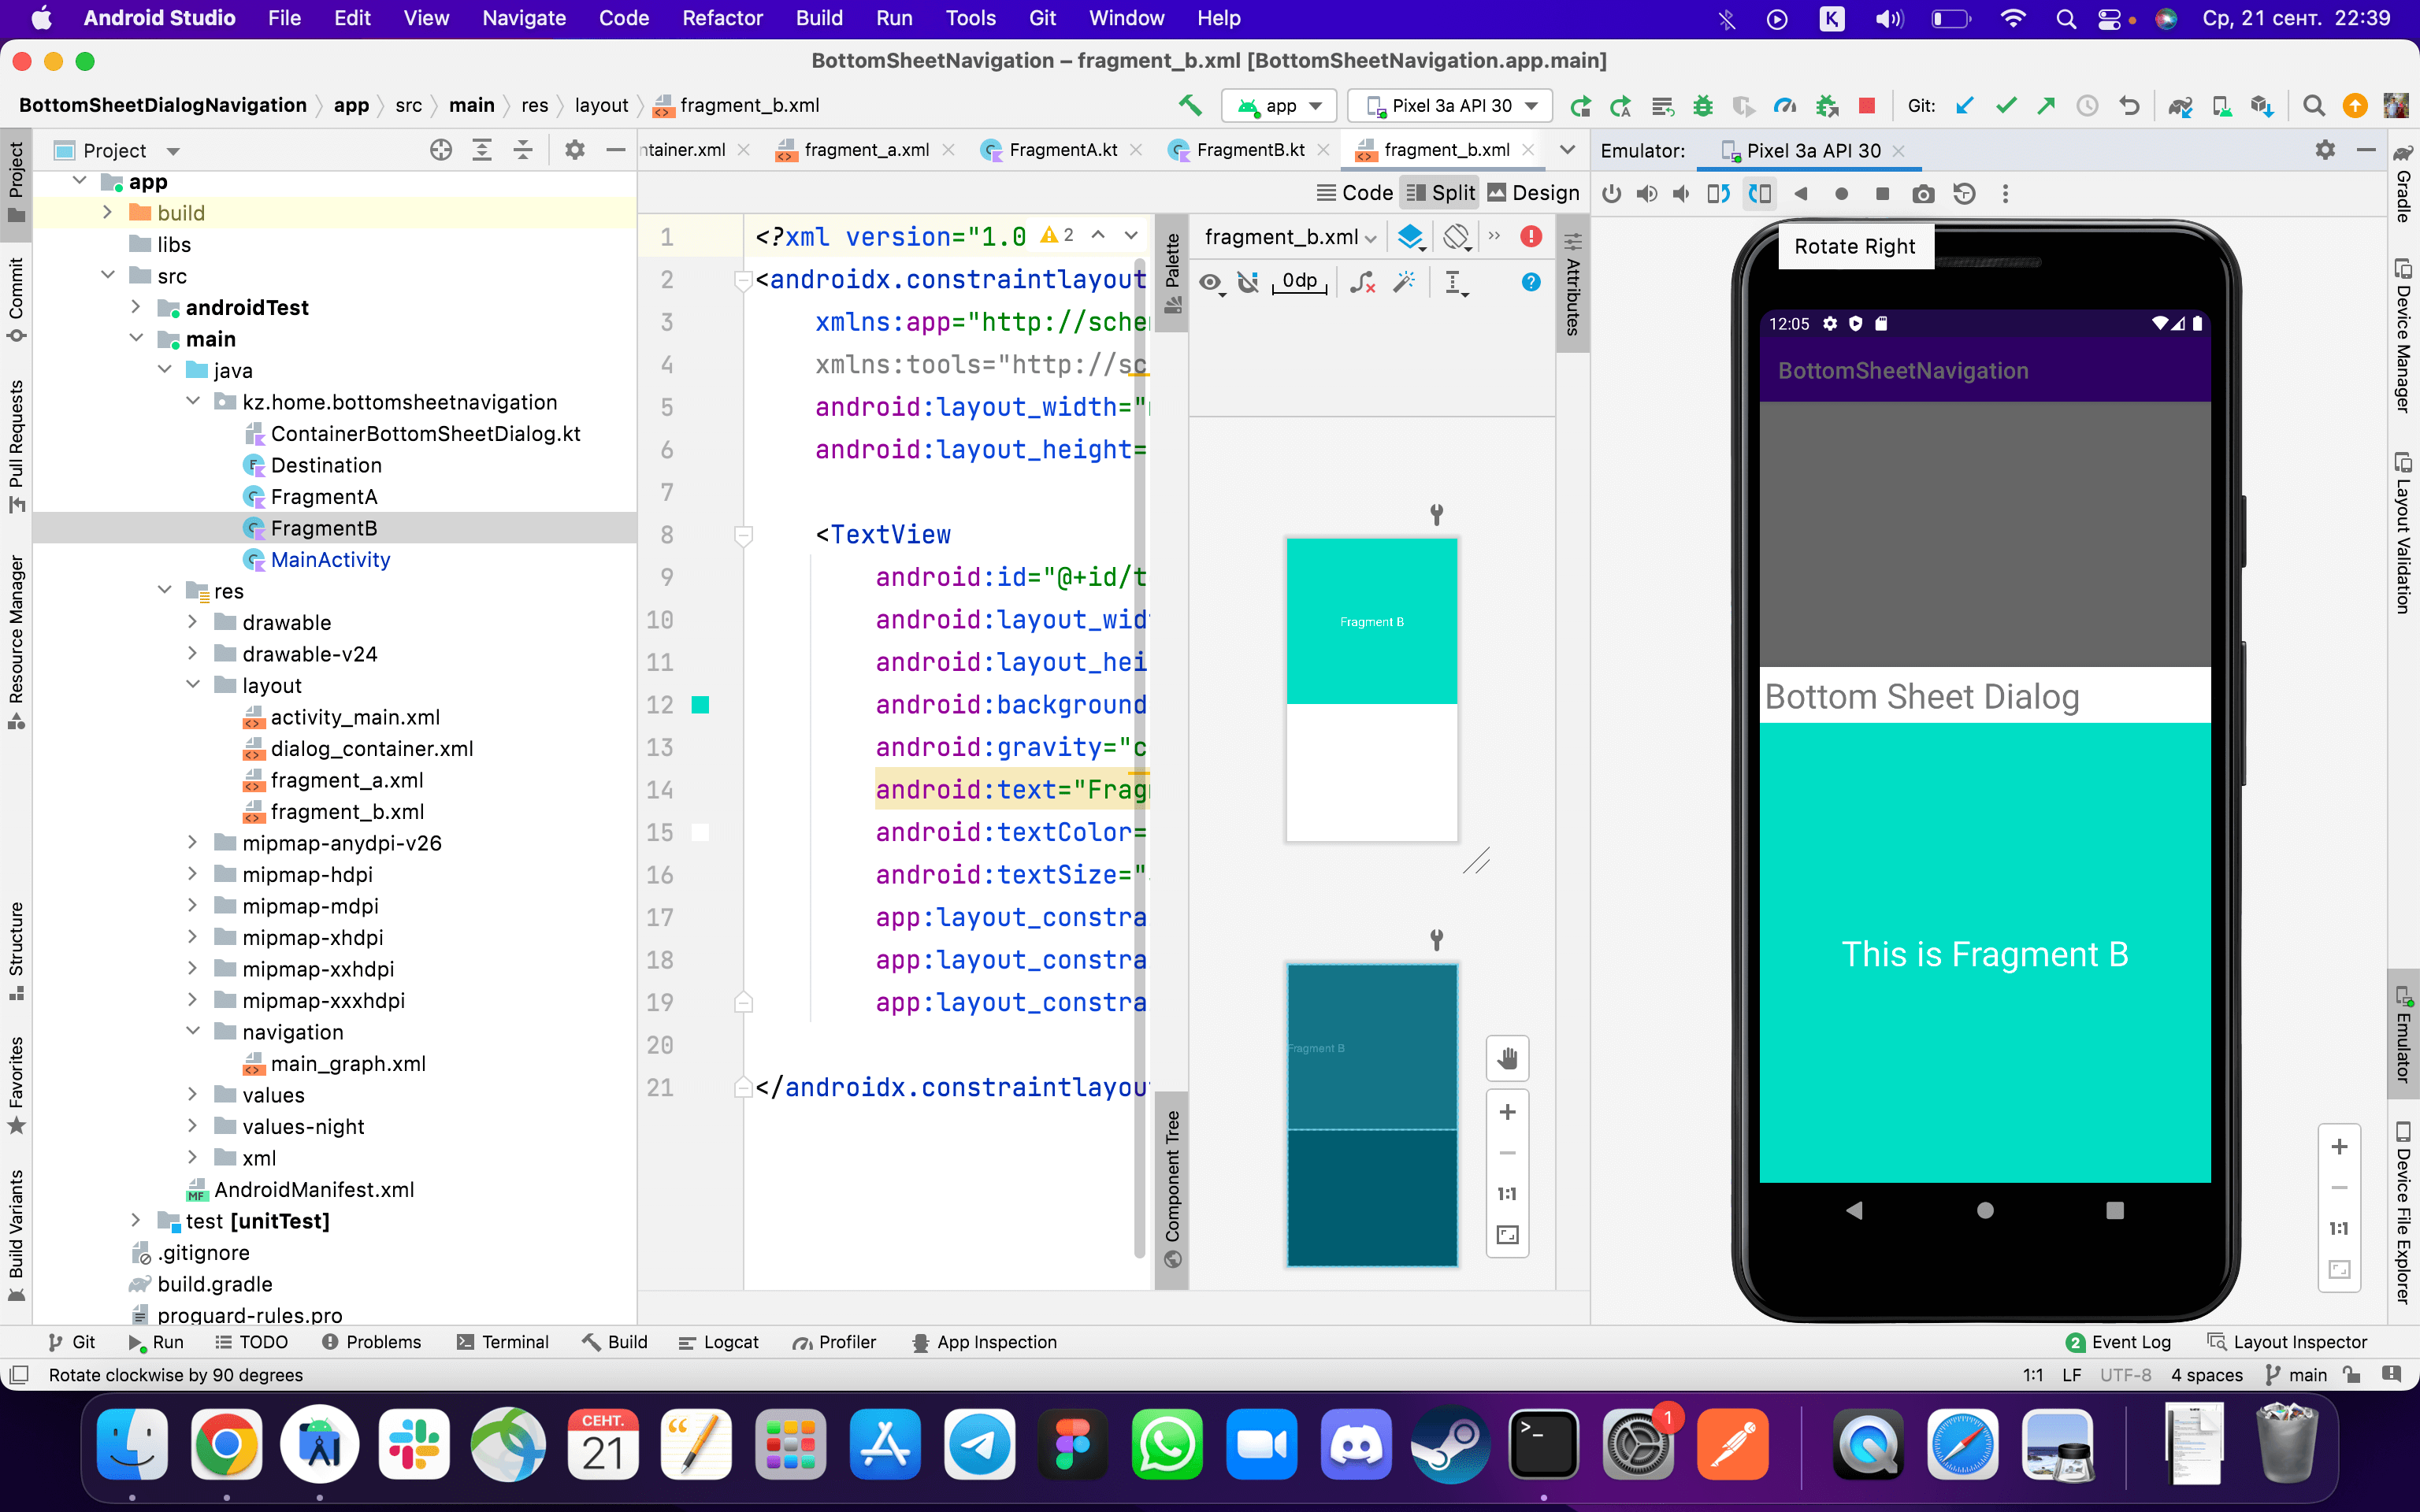 Android Studio File Edit View Navigate Code Refactor Build Run Tools Git Window Help
Ср, 21 сент. 22:39
BottomSheetNavigation – fragment_b.xml [BottomSheetNavigation.app.main]
BottomSheetDialogNavigation app src main res layout fragment_b.xml
app
Pixel 3a API 30
Git:
Project
ntainer.xml fragment_a.xml FragmentA.kt FragmentB.kt fragment_b.xml
Emulator: Pixel 3a API 30
Code Split Design
Project
Commit
Pull Requests
Resource Manager
Structure
Favorites
Build Variants
app
build
libs
src
androidTest
main
java
kz.home.bottomsheetnavigation
ContainerBottomSheetDialog.kt
Destination
FragmentA
FragmentB
MainActivity
res
drawable
drawable-v24
layout
activity_main.xml
dialog_container.xml
fragment_a.xml
fragment_b.xml
mipmap-anydpi-v26
mipmap-hdpi
mipmap-mdpi
mipmap-xhdpi
mipmap-xxhdpi
mipmap-xxxhdpi
navigation
main_graph.xml
values
values-night
xml
AndroidManifest.xml
test [unitTest]
.gitignore
build.gradle
proguard-rules.pro
1 <?xml version="1.0 2
2 <androidx.constraintlayout
3 xmlns:app="http://sche
4 xmlns:tools="http://sc
5 android:layout_width="
6 android:layout_height=
7
8 <TextView
9 android:id="@+id/t
10 android:layout_wid
11 android:layout_hei
12 android:background
13 android:gravity="c
14 android:text="Frag
15 android:textColor=
16 android:textSize="
17 app:layout_constra
18 app:layout_constra
19 app:layout_constra
20
21 </androidx.constraintlayou
Palette
Component Tree
fragment_b.xml
0dp
Attributes
Fragment B
Fragment B
1:1
Rotate Right
12:05
BottomSheetNavigation
Bottom Sheet Dialog
This is Fragment B
1:1
Gradle
Device Manager
Layout Validation
Emulator
Device File Explorer
Git Run TODO Problems Terminal Build Logcat Profiler App Inspection
2 Event Log Layout Inspector
Rotate clockwise by 90 degrees
1:1 LF UTF-8 4 spaces main
СЕНТ.
21
1